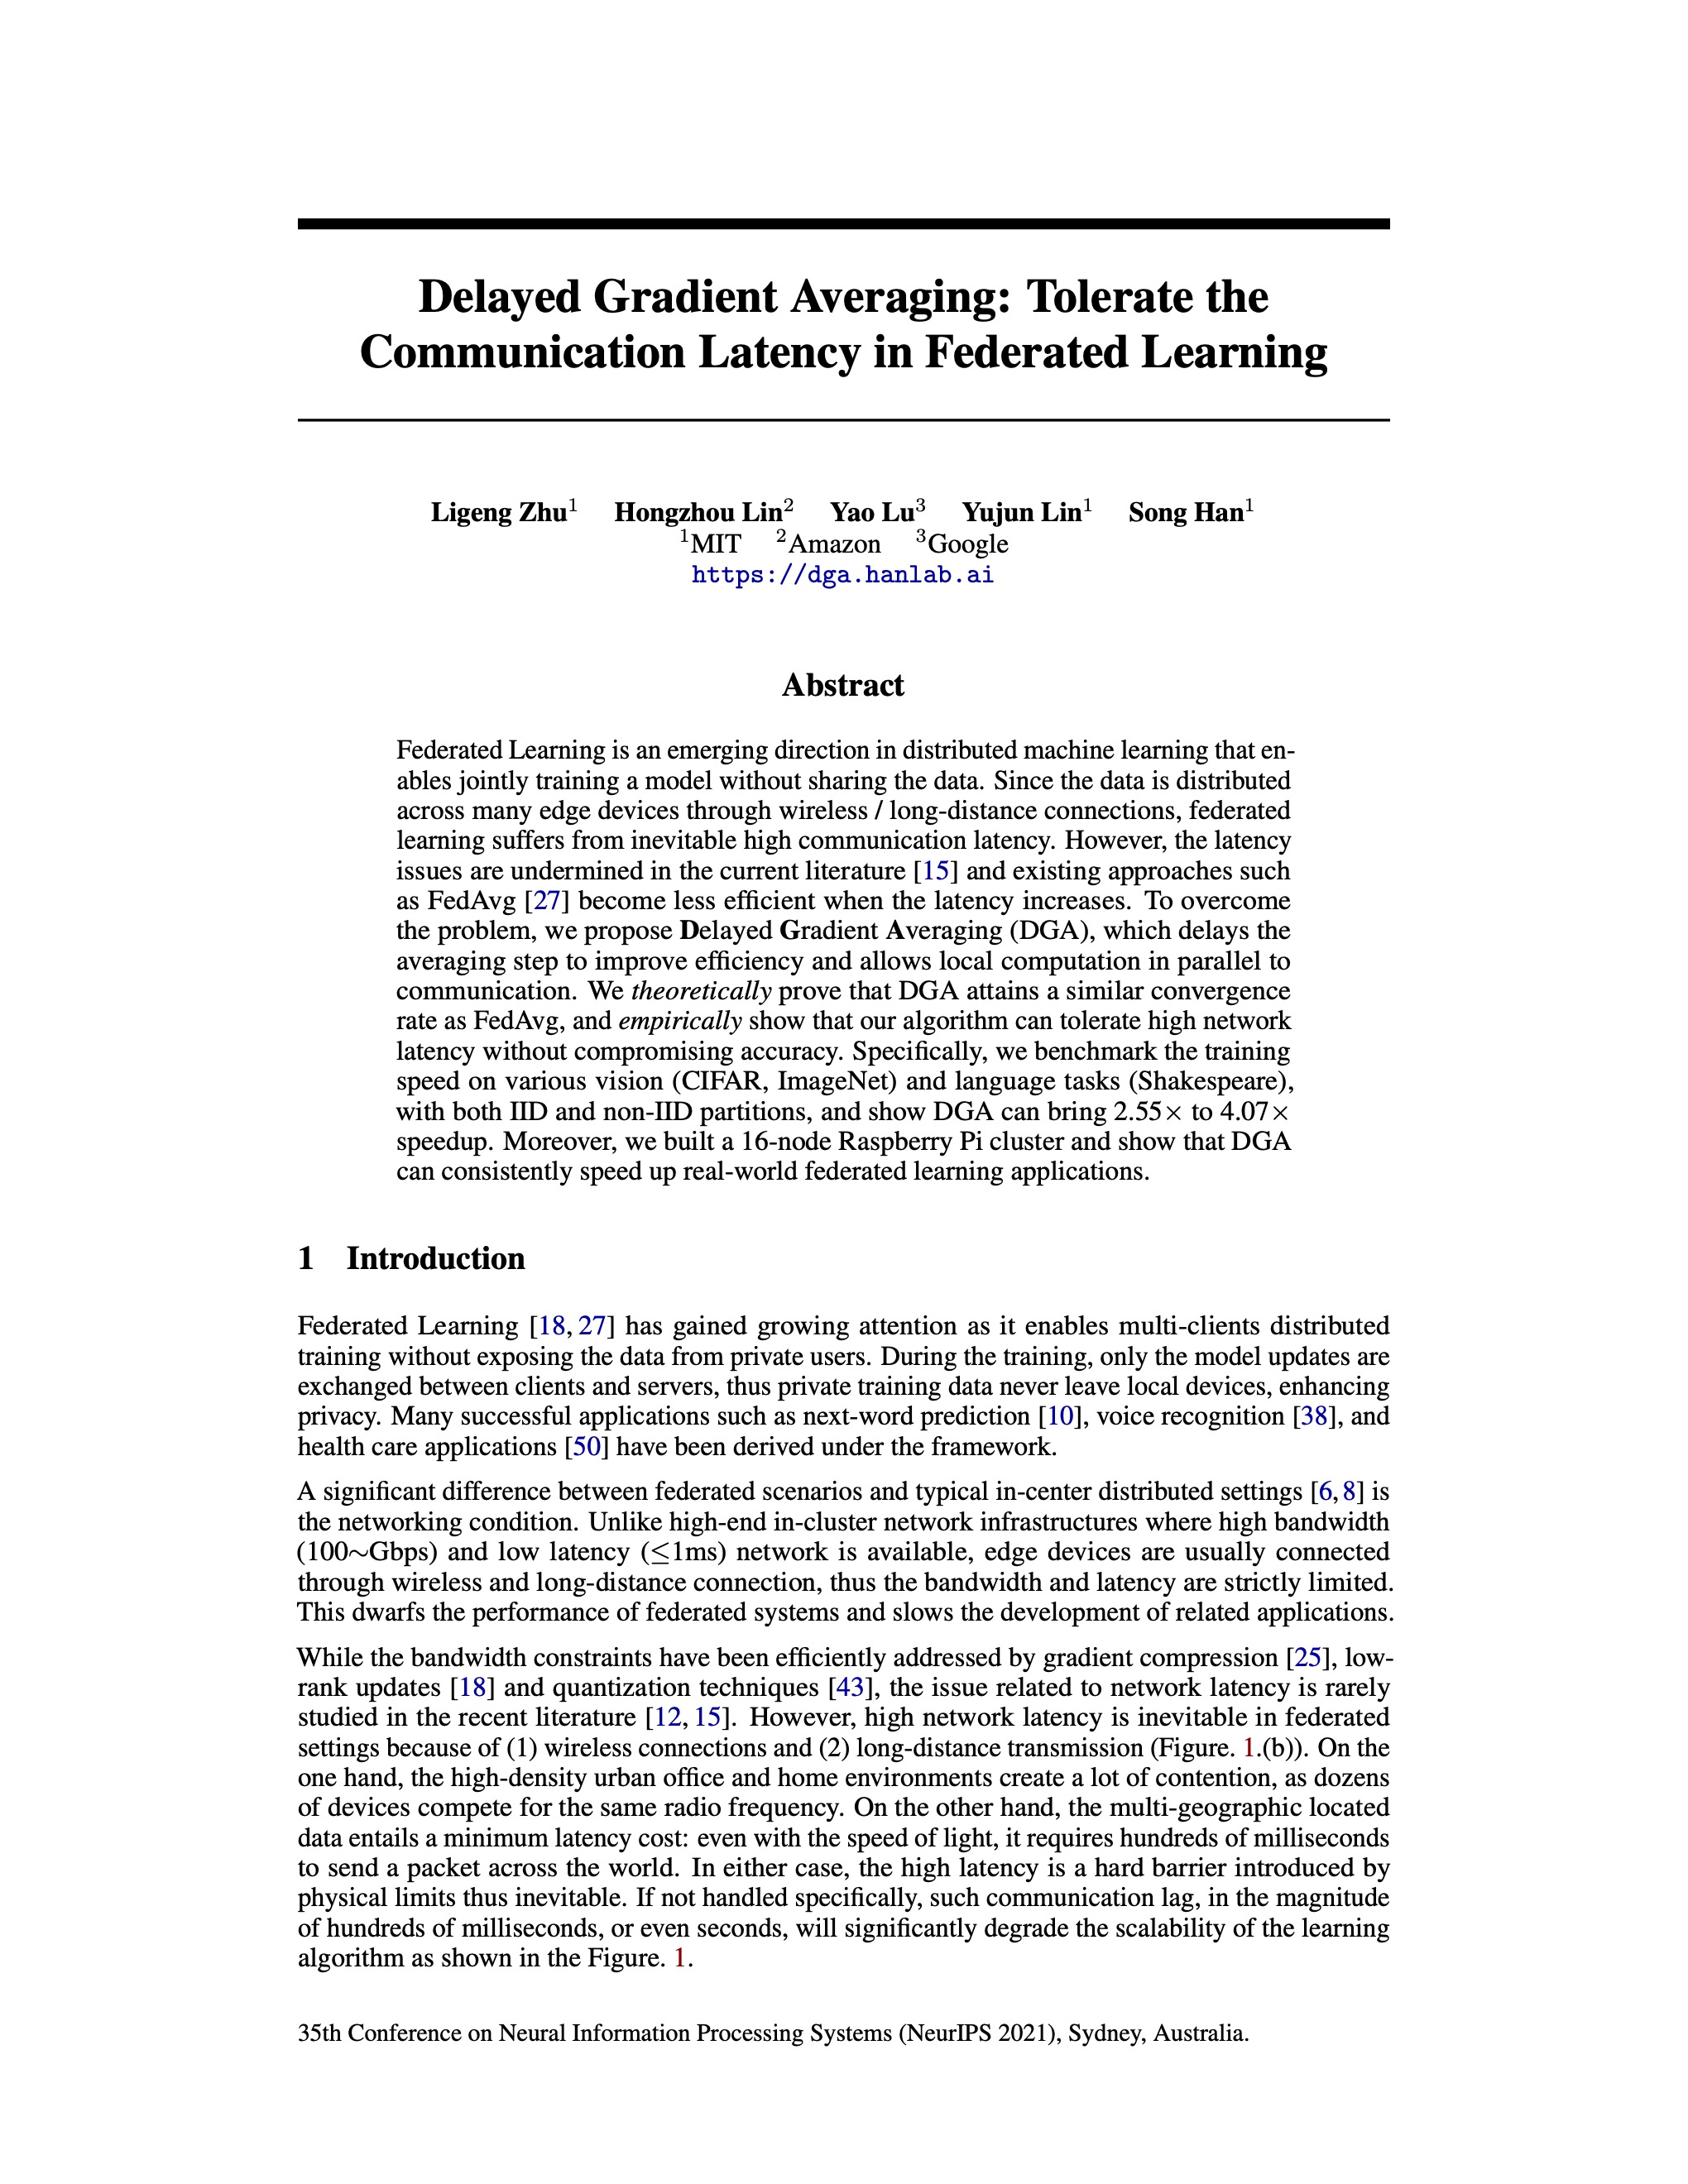 Delayed Gradient Averaging: Tolerate the
Communication Latency in Federated Learning
Ligeng Zhu¹ Hongzhou Lin² Yao Lu³ Yujun Lin¹ Song Han¹
¹MIT ²Amazon ³Google
https://dga.hanlab.ai
Abstract
Federated Learning is an emerging direction in distributed machine learning that en-
ables jointly training a model without sharing the data. Since the data is distributed
across many edge devices through wireless / long-distance connections, federated
learning suffers from inevitable high communication latency. However, the latency
issues are undermined in the current literature [15] and existing approaches such
as FedAvg [27] become less efficient when the latency increases. To overcome
the problem, we propose Delayed Gradient Averaging (DGA), which delays the
averaging step to improve efficiency and allows local computation in parallel to
communication. We theoretically prove that DGA attains a similar convergence
rate as FedAvg, and empirically show that our algorithm can tolerate high network
latency without compromising accuracy. Specifically, we benchmark the training
speed on various vision (CIFAR, ImageNet) and language tasks (Shakespeare),
with both IID and non-IID partitions, and show DGA can bring 2.55× to 4.07×
speedup. Moreover, we built a 16-node Raspberry Pi cluster and show that DGA
can consistently speed up real-world federated learning applications.
1 Introduction
Federated Learning [18, 27] has gained growing attention as it enables multi-clients distributed
training without exposing the data from private users. During the training, only the model updates are
exchanged between clients and servers, thus private training data never leave local devices, enhancing
privacy. Many successful applications such as next-word prediction [10], voice recognition [38], and
health care applications [50] have been derived under the framework.
A significant difference between federated scenarios and typical in-center distributed settings [6, 8] is
the networking condition. Unlike high-end in-cluster network infrastructures where high bandwidth
(100∼Gbps) and low latency (≤1ms) network is available, edge devices are usually connected
through wireless and long-distance connection, thus the bandwidth and latency are strictly limited.
This dwarfs the performance of federated systems and slows the development of related applications.
While the bandwidth constraints have been efficiently addressed by gradient compression [25], low-
rank updates [18] and quantization techniques [43], the issue related to network latency is rarely
studied in the recent literature [12, 15]. However, high network latency is inevitable in federated
settings because of (1) wireless connections and (2) long-distance transmission (Figure. 1.(b)). On the
one hand, the high-density urban office and home environments create a lot of contention, as dozens
of devices compete for the same radio frequency. On the other hand, the multi-geographic located
data entails a minimum latency cost: even with the speed of light, it requires hundreds of milliseconds
to send a packet across the world. In either case, the high latency is a hard barrier introduced by
physical limits thus inevitable. If not handled specifically, such communication lag, in the magnitude
of hundreds of milliseconds, or even seconds, will significantly degrade the scalability of the learning
algorithm as shown in the Figure. 1.
35th Conference on Neural Information Processing Systems (NeurIPS 2021), Sydney, Australia.